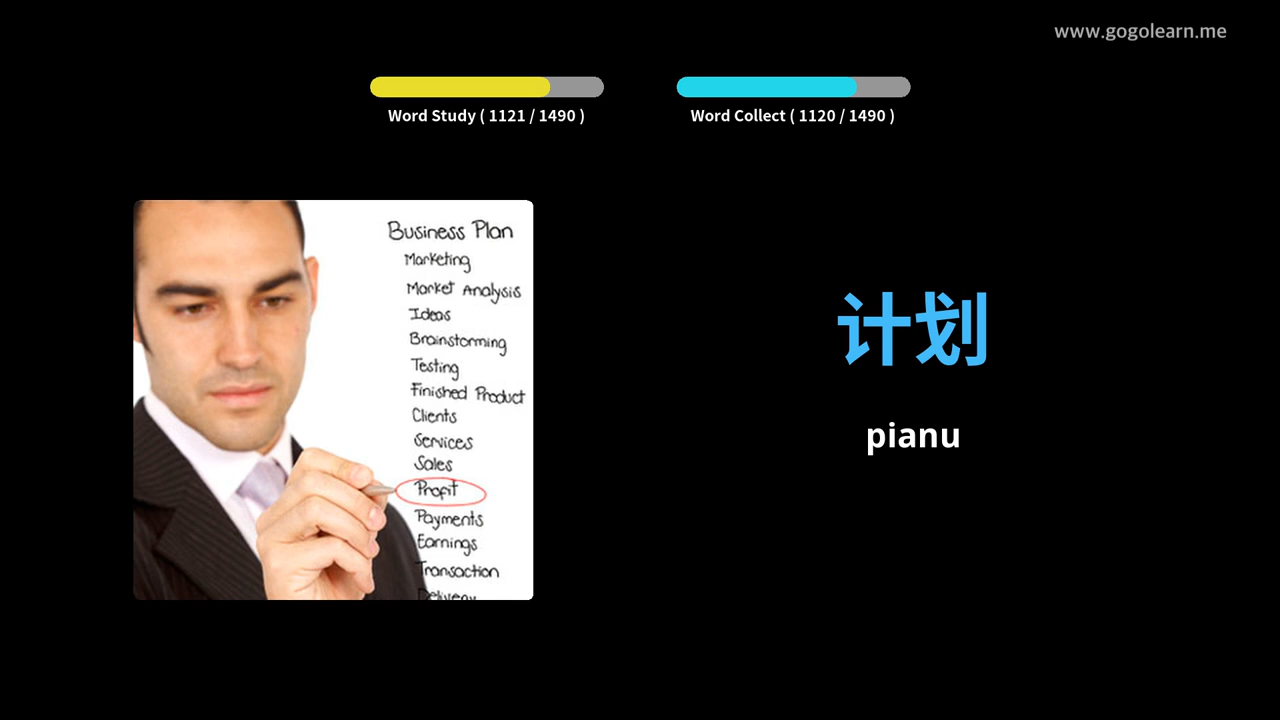 www.gogolearn.me
Word Study ( 1121 / 1490 )
Word Collect ( 1120 / 1490 )
Business Plan
Marketing
Market Analysis
Ideas
Brainstorming
Testing
Finished Product
Clients
Services
Sales
Profit
Payments
Earnings
Transaction
Delivery
计划
pianu